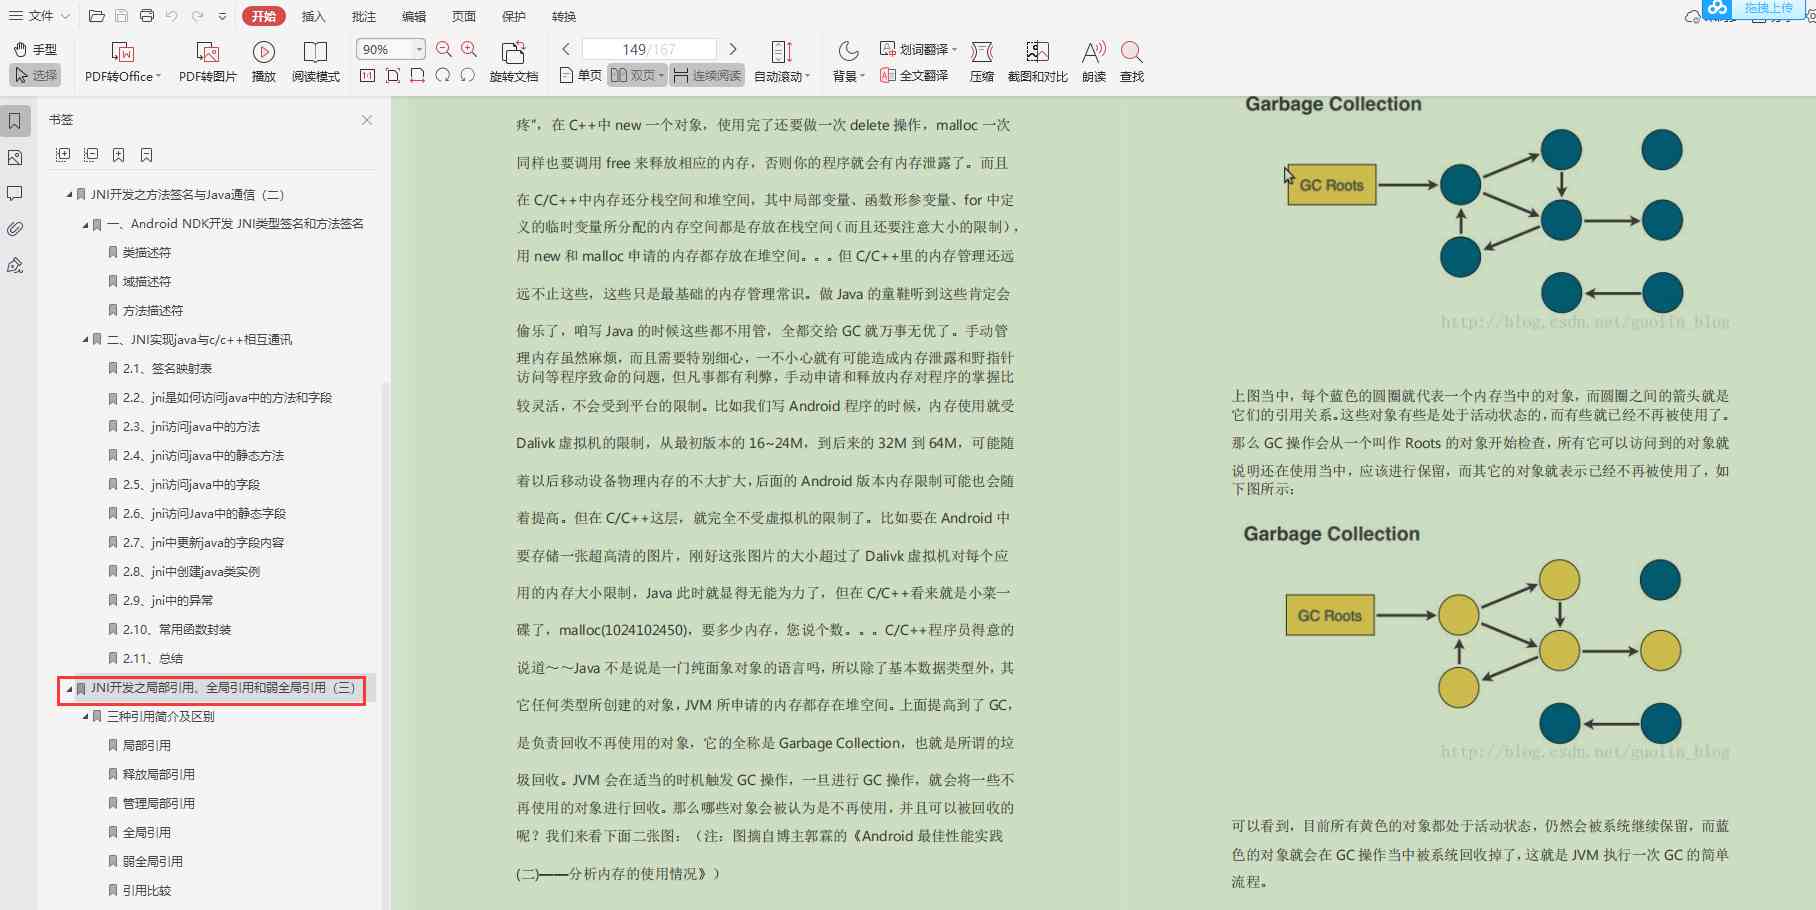 文件
开始
插入
批注
编辑
页面
保护
转换
拖拽上传
手型
选择
PDF转Office
PDF转图片
播放
阅读模式
90%
旋转文档
149/167
单页
双页
连续阅读
自动滚动
背景
划词翻译
全文翻译
压缩
截图和对比
朗读
查找
书签
JNI开发之方法签名与Java通信（二）
一、Android NDK开发 JNI类型签名和方法签名
类描述符
域描述符
方法描述符
二、JNI实现java与c/c++相互通讯
2.1、签名映射表
2.2、jni是如何访问java中的方法和字段
2.3、jni访问java中的方法
2.4、jni访问java中的静态方法
2.5、jni访问java中的字段
2.6、jni访问Java中的静态字段
2.7、jni中更新java的字段内容
2.8、jni中创建java类实例
2.9、jni中的异常
2.10、常用函数封装
2.11、总结
JNI开发之局部引用、全局引用和弱全局引用（三）
三种引用简介及区别
局部引用
释放局部引用
管理局部引用
全局引用
弱全局引用
引用比较
疼”，在 C++中 new 一个对象，使用完了还要做一次 delete 操作，malloc 一次
同样也要调用 free 来释放相应的内存，否则你的程序就会有内存泄露了。而且
在 C/C++中内存还分栈空间和堆空间，其中局部变量、函数形参变量、for 中定
义的临时变量所分配的内存空间都是存放在栈空间（而且还要注意大小的限制），
用 new 和 malloc 申请的内存都存放在堆空间。。。但 C/C++里的内存管理还远
远不止这些，这些只是最基础的内存管理常识。做 Java 的童鞋听到这些肯定会
偷乐了，咱写 Java 的时候这些都不用管，全都交给 GC 就万事无优了。手动管
理内存虽然麻烦，而且需要特别细心，一不小心就有可能造成内存泄露和野指针
访问等程序致命的问题，但凡事都有利弊，手动申请和释放内存对程序的掌握比
较灵活，不会受到平台的限制。比如我们写 Android 程序的时候，内存使用就受
Dalivk 虚拟机的限制，从最初版本的 16~24M，到后来的 32M 到 64M，可能随
着以后移动设备物理内存的不大扩大，后面的 Android 版本内存限制可能也会随
着提高。但在 C/C++这层，就完全不受虚拟机的限制了。比如要在 Android 中
要存储一张超高清的图片，刚好这张图片的大小超过了 Dalivk 虚拟机对每个应
用的内存大小限制，Java 此时就显得无能为力了，但在 C/C++看来就是小菜一
碟了，malloc(1024102450)，要多少内存，您说个数。。。C/C++程序员得意的
说道～～Java 不是说是一门纯面象对象的语言吗，所以除了基本数据类型外，其
它任何类型所创建的对象，JVM 所申请的内存都存在堆空间。上面提高到了 GC，
是负责回收不再使用的对象，它的全称是 Garbage Collection，也就是所谓的垃
圾回收。JVM 会在适当的时机触发 GC 操作，一旦进行 GC 操作，就会将一些不
再使用的对象进行回收。那么哪些对象会被认为是不再使用，并且可以被回收的
呢？我们来看下面二张图：（注：图摘自博主郭霖的《Android 最佳性能实践
(二)——分析内存的使用情况》）
Garbage Collection
GC Roots
http://blog.csdn.net/guolin_blog
上图当中，每个蓝色的圆圈就代表一个内存当中的对象，而圆圈之间的箭头就是
它们的引用关系。这些对象有些是处于活动状态的，而有些就已经不再被使用了。
那么 GC 操作会从一个叫作 Roots 的对象开始检查，所有它可以访问到的对象就
说明还在使用当中，应该进行保留，而其它的对象就表示已经不再被使用了，如
下图所示：
Garbage Collection
GC Roots
http://blog.csdn.net/guolin_blog
可以看到，目前所有黄色的对象都处于活动状态，仍然会被系统继续保留，而蓝
色的对象就会在 GC 操作当中被系统回收掉了，这就是 JVM 执行一次 GC 的简单
流程。